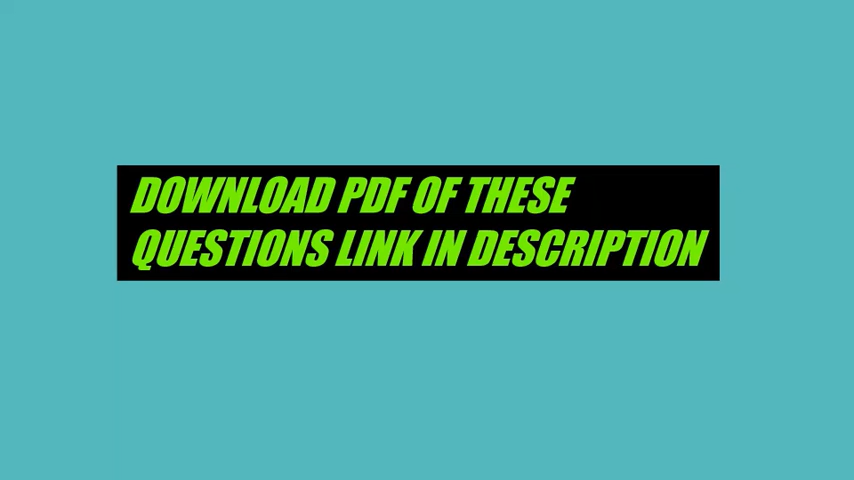 DOWNLOAD PDF OF THESE
QUESTIONS LINK IN DESCRIPTION